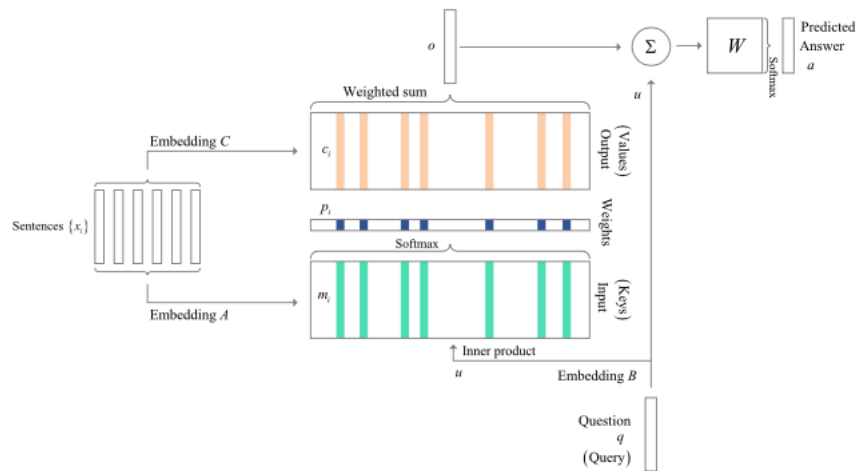 o
Σ
W
Softmax
Predicted
Answer
a
u
Weighted sum
Embedding C
c_i
(Values)
Output
Sentences {x_i}
p_i
Weights
Softmax
m_i
(Keys)
Input
Embedding A
Inner product
u
Embedding B
Question
q
(Query)